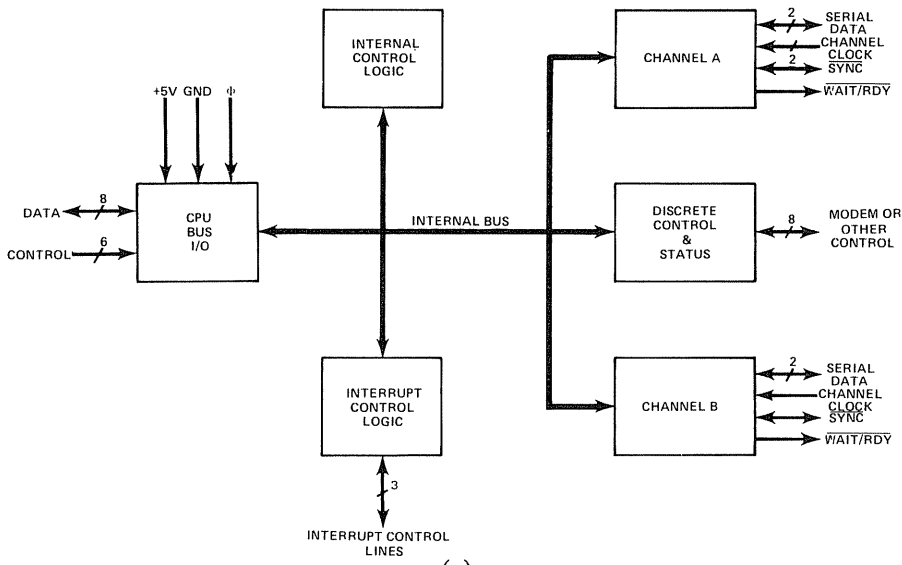 INTERNAL
CONTROL
LOGIC
+5V GND ϕ
DATA
8
CONTROL
6
CPU
BUS
I/O
INTERNAL BUS
INTERRUPT
CONTROL
LOGIC
3
INTERRUPT CONTROL
LINES
CHANNEL A
2
SERIAL
DATA
CHANNEL
CLOCK
2
SYNC
WAIT/RDY
DISCRETE
CONTROL
&
STATUS
8
MODEM OR
OTHER
CONTROL
CHANNEL B
2
SERIAL
DATA
CHANNEL
CLOCK
SYNC
WAIT/RDY